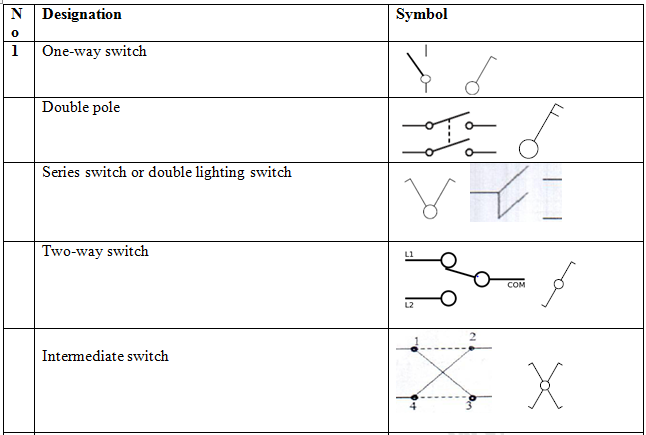 No Designation Symbol
1 One-way switch
Double pole
Series switch or double lighting switch
Two-way switch
L1
COM
L2
Intermediate switch
1 2
4 3